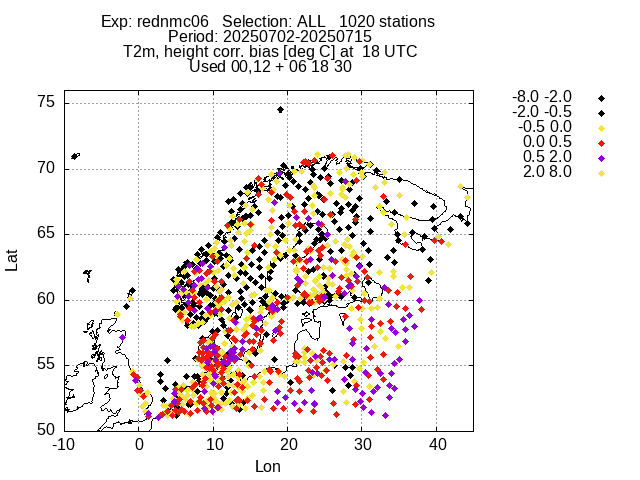 Exp: rednmc06 Selection: ALL 1020 stations
Period: 20250702-20250715
T2m, height corr. bias [deg C] at 18 UTC
Used 00,12 + 06 18 30
-8.0 -2.0
-2.0 -0.5
-0.5 0.0
0.0 0.5
0.5 2.0
2.0 8.0
75
70
65
60
55
50
Lat
-10 0 10 20 30 40
Lon